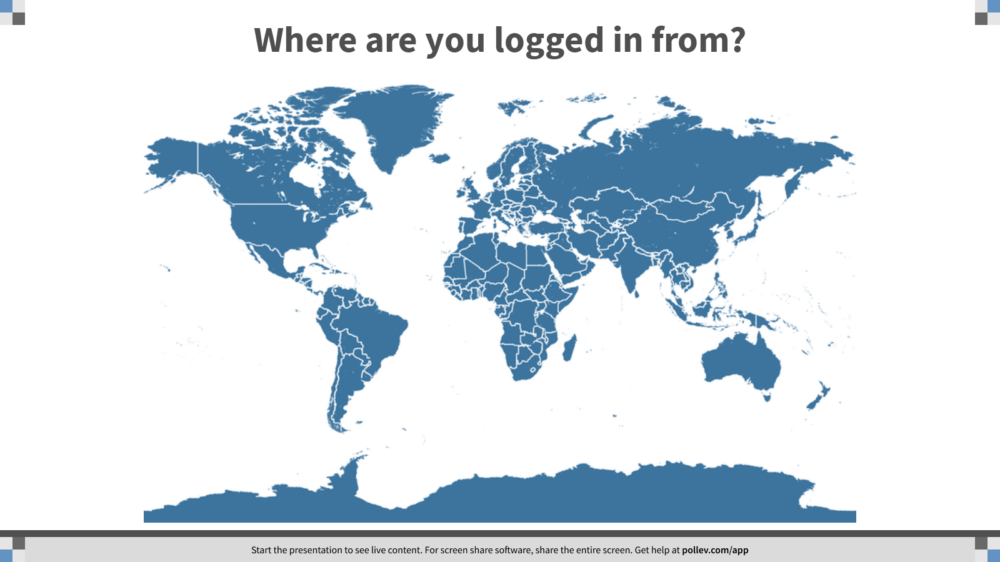 Where are you logged in from?
Start the presentation to see live content. For screen share software, share the entire screen. Get help at pollev.com/app